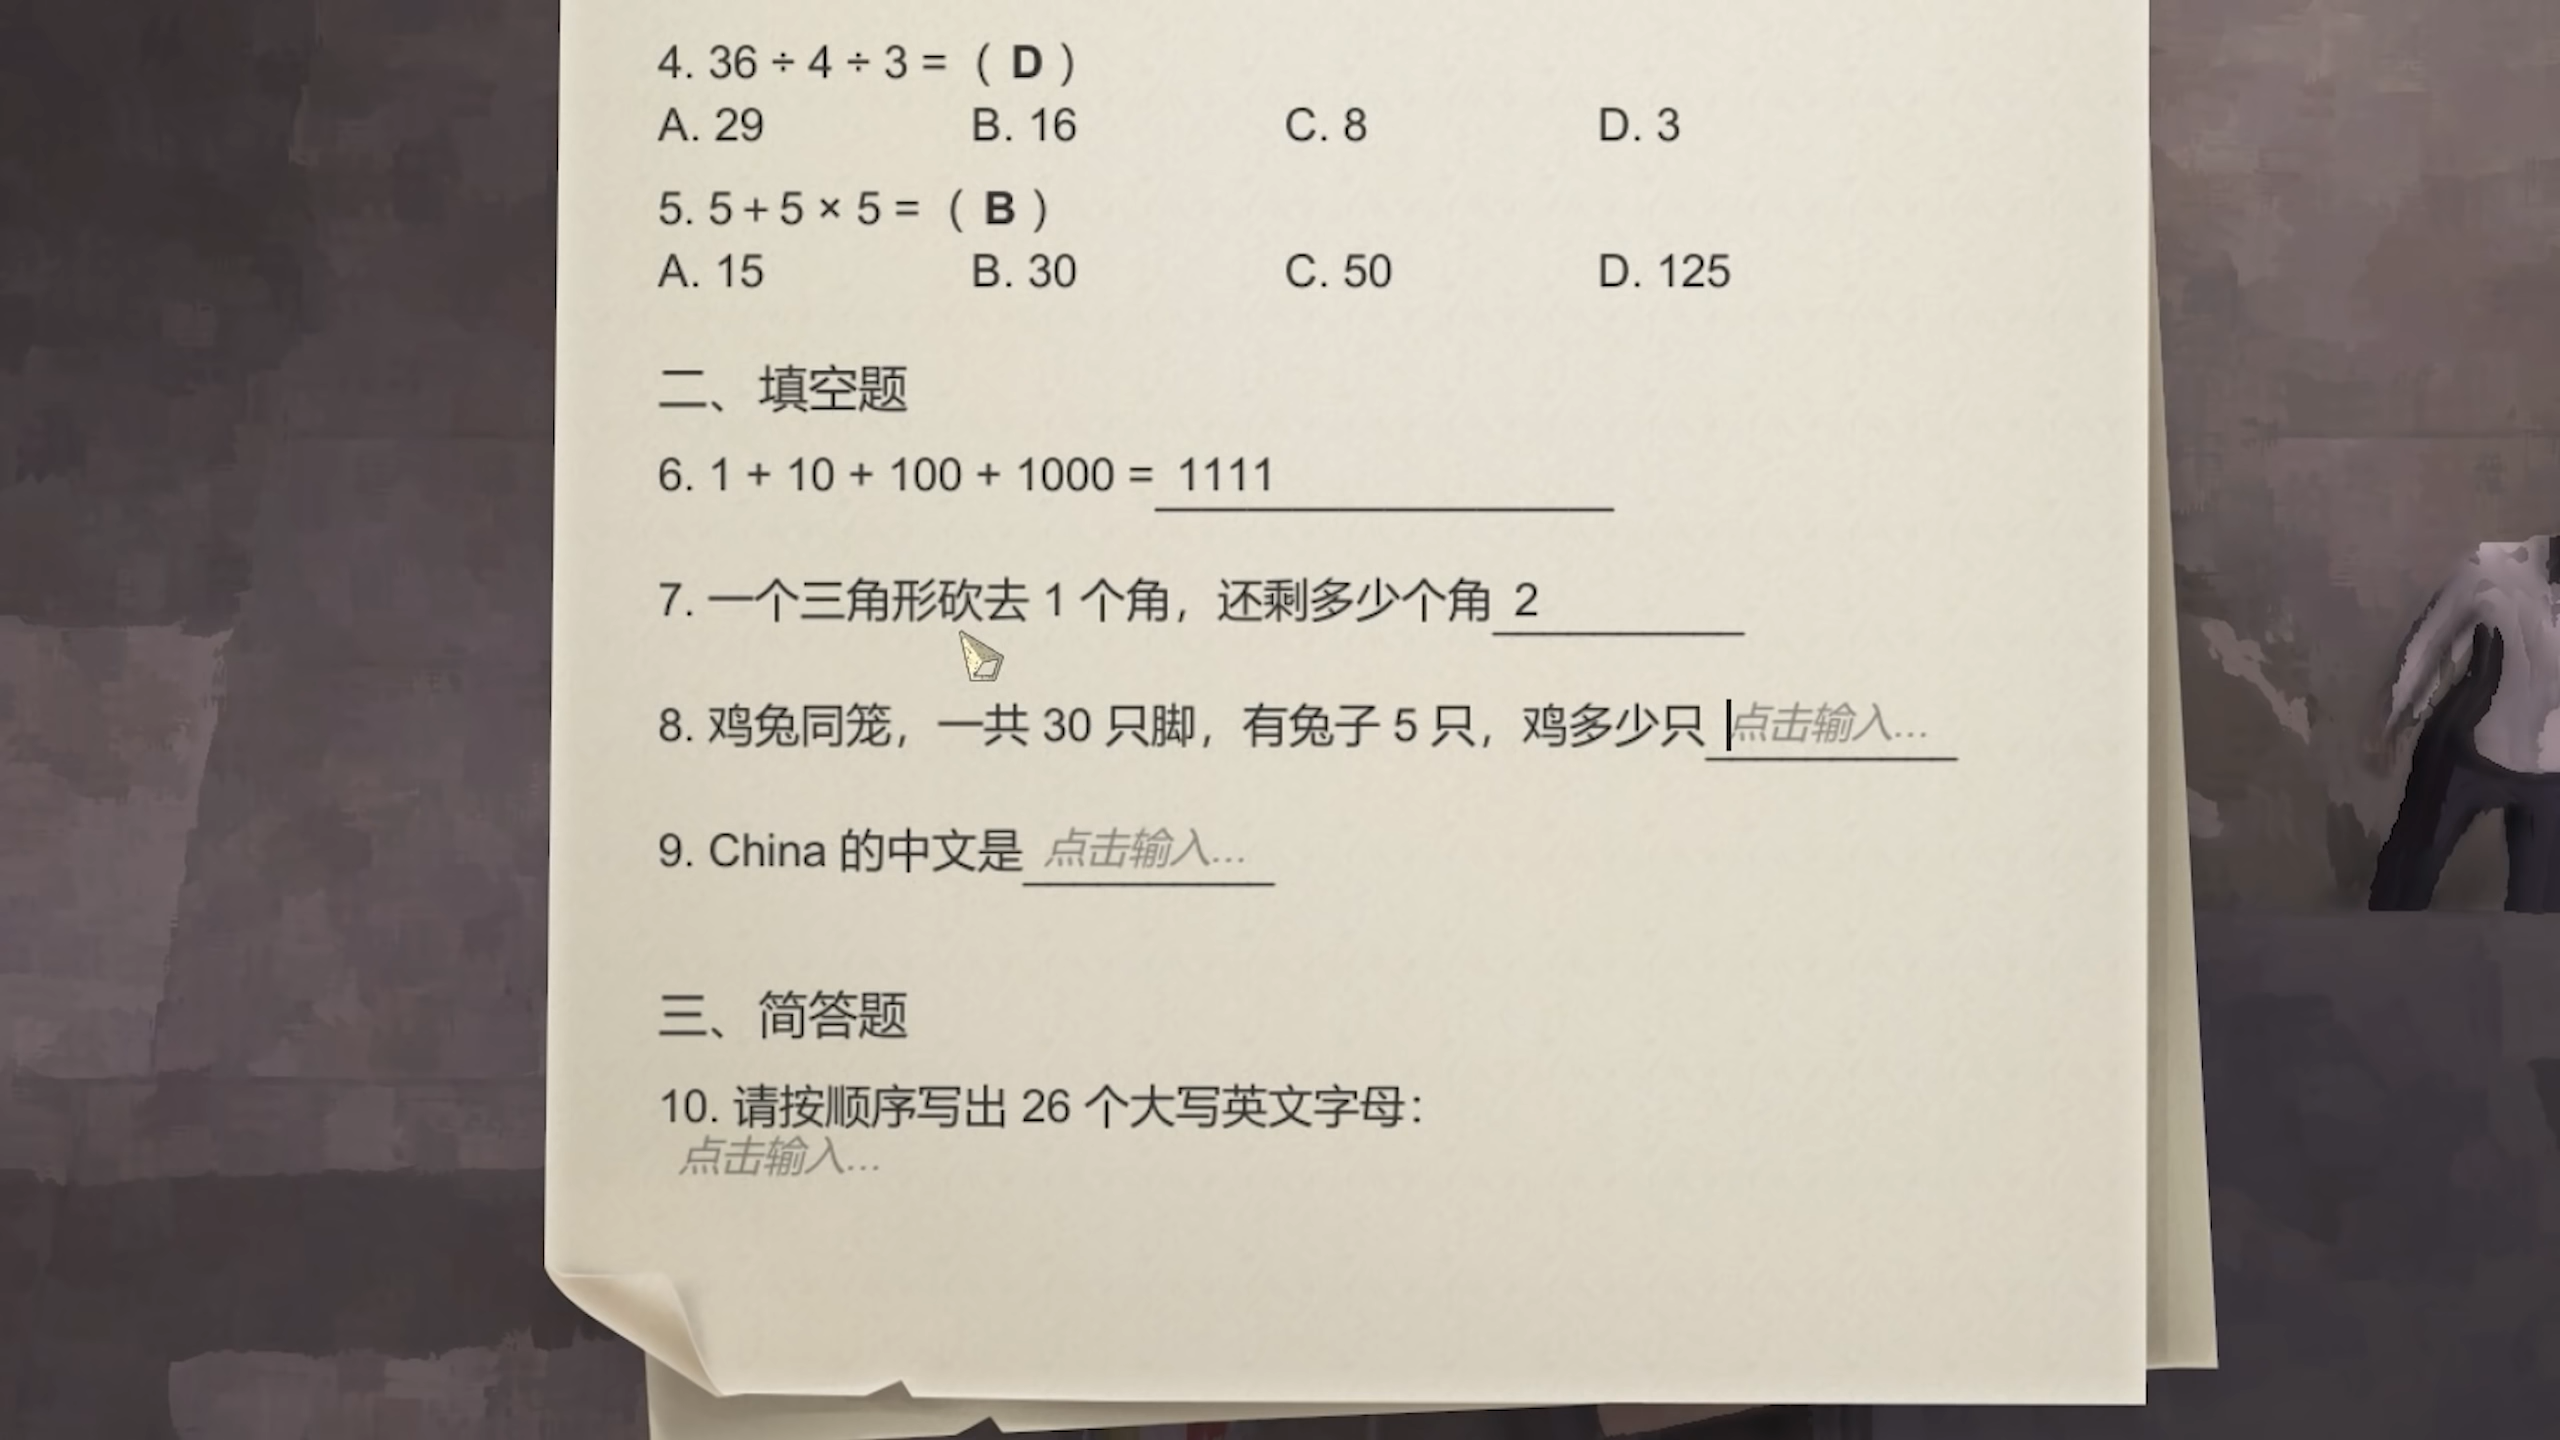 4. 36 ÷ 4 ÷ 3 = ( D )
A. 29 B. 16 C. 8 D. 3
5. 5 + 5 × 5 = ( B )
A. 15 B. 30 C. 50 D. 125
二、填空题
6. 1 + 10 + 100 + 1000 = 1111
7. 一个三角形砍去 1 个角，还剩多少个角 2
8. 鸡兔同笼，一共 30 只脚，有兔子 5 只，鸡多少只 点击输入...
9. China 的中文是 点击输入...
三、简答题
10. 请按顺序写出 26 个大写英文字母：
点击输入...